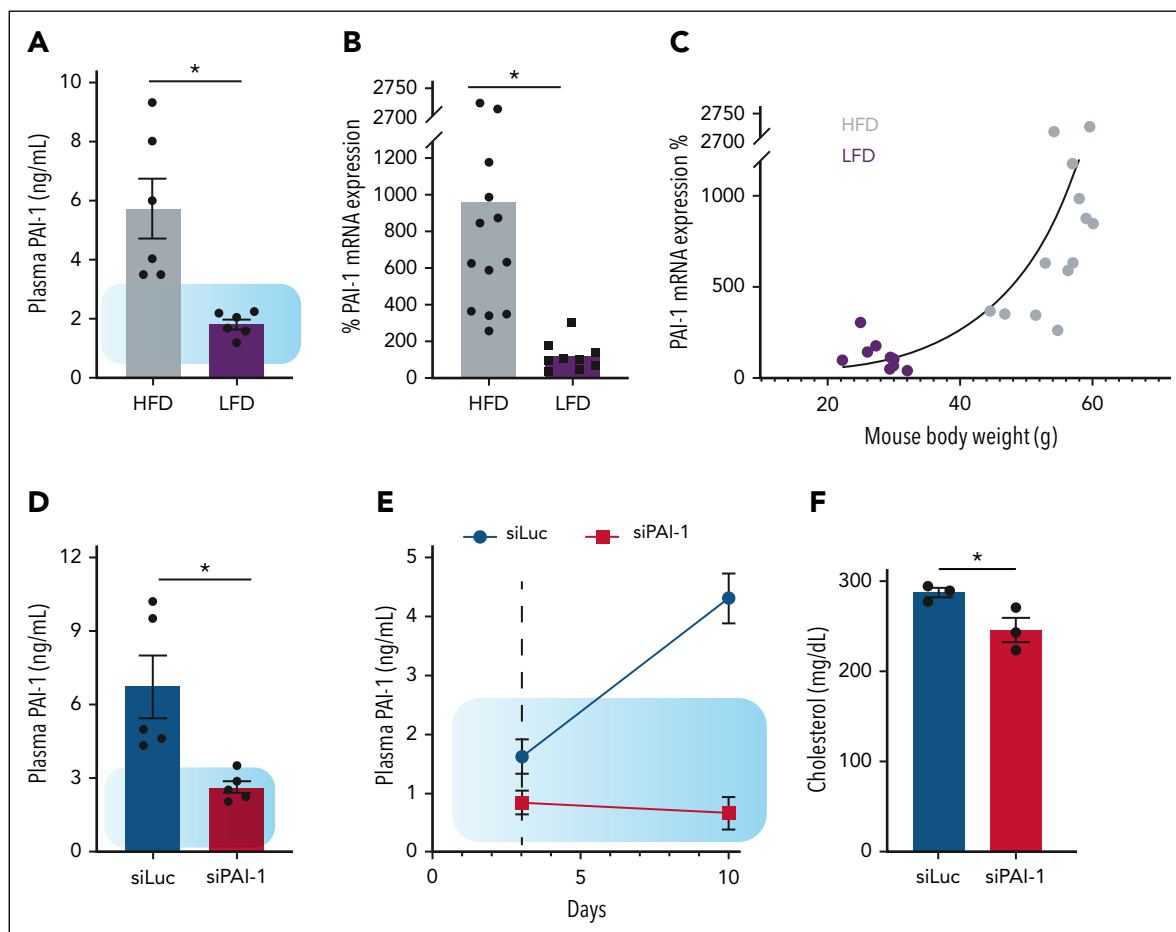 A
Plasma PAI-1 (ng/mL)
10
8
6
4
2
0
*
HFD
LFD
B
% PAI-1 mRNA expression
2750
2700
1200
1000
800
600
400
200
0
*
HFD
LFD
C
PAI-1 mRNA expression %
2750
2700
1000
500
0
HFD
LFD
20
40
60
Mouse body weight (g)
D
Plasma PAI-1 (ng/mL)
12
9
6
3
0
*
siLuc
siPAI-1
E
siLuc
siPAI-1
Plasma PAI-1 (ng/mL)
5
4
3
2
1
0
0
5
10
Days
F
Cholesterol (mg/dL)
300
200
100
0
*
siLuc
siPAI-1